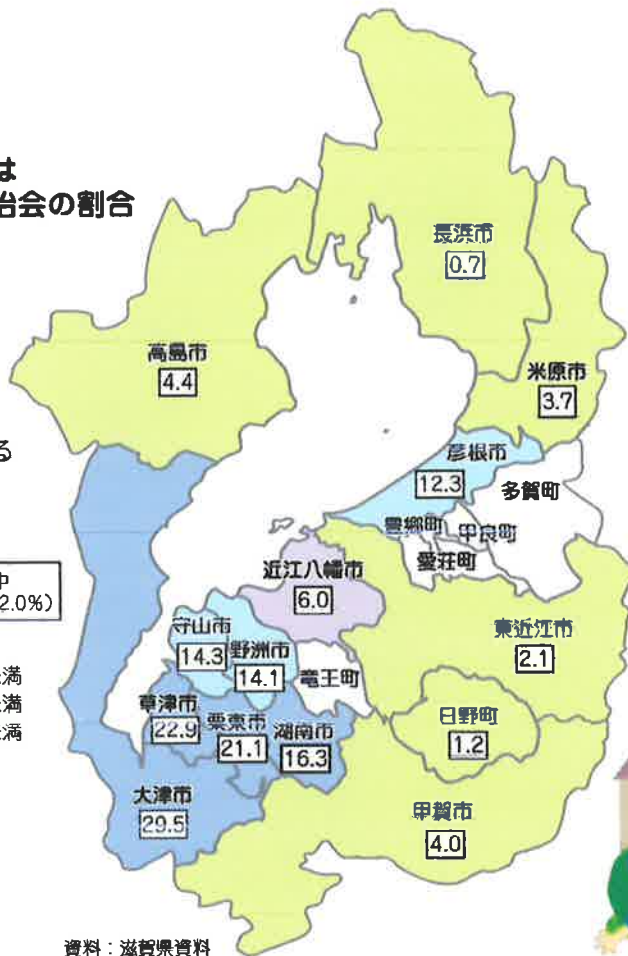 は
治会の割合
長浜市
0.7
高島市
4.4
米原市
3.7
る
彦根市
12.3
多賀町
豊郷町
甲良町
愛荘町
中
2.0%)
近江八幡市
6.0
東近江市
2.1
守山市
14.3
野洲市
14.1
竜王町
満
満
満
草津市
22.9
栗東市
21.1
湖南市
16.3
日野町
1.2
大津市
29.5
甲賀市
4.0
資料：滋賀県資料